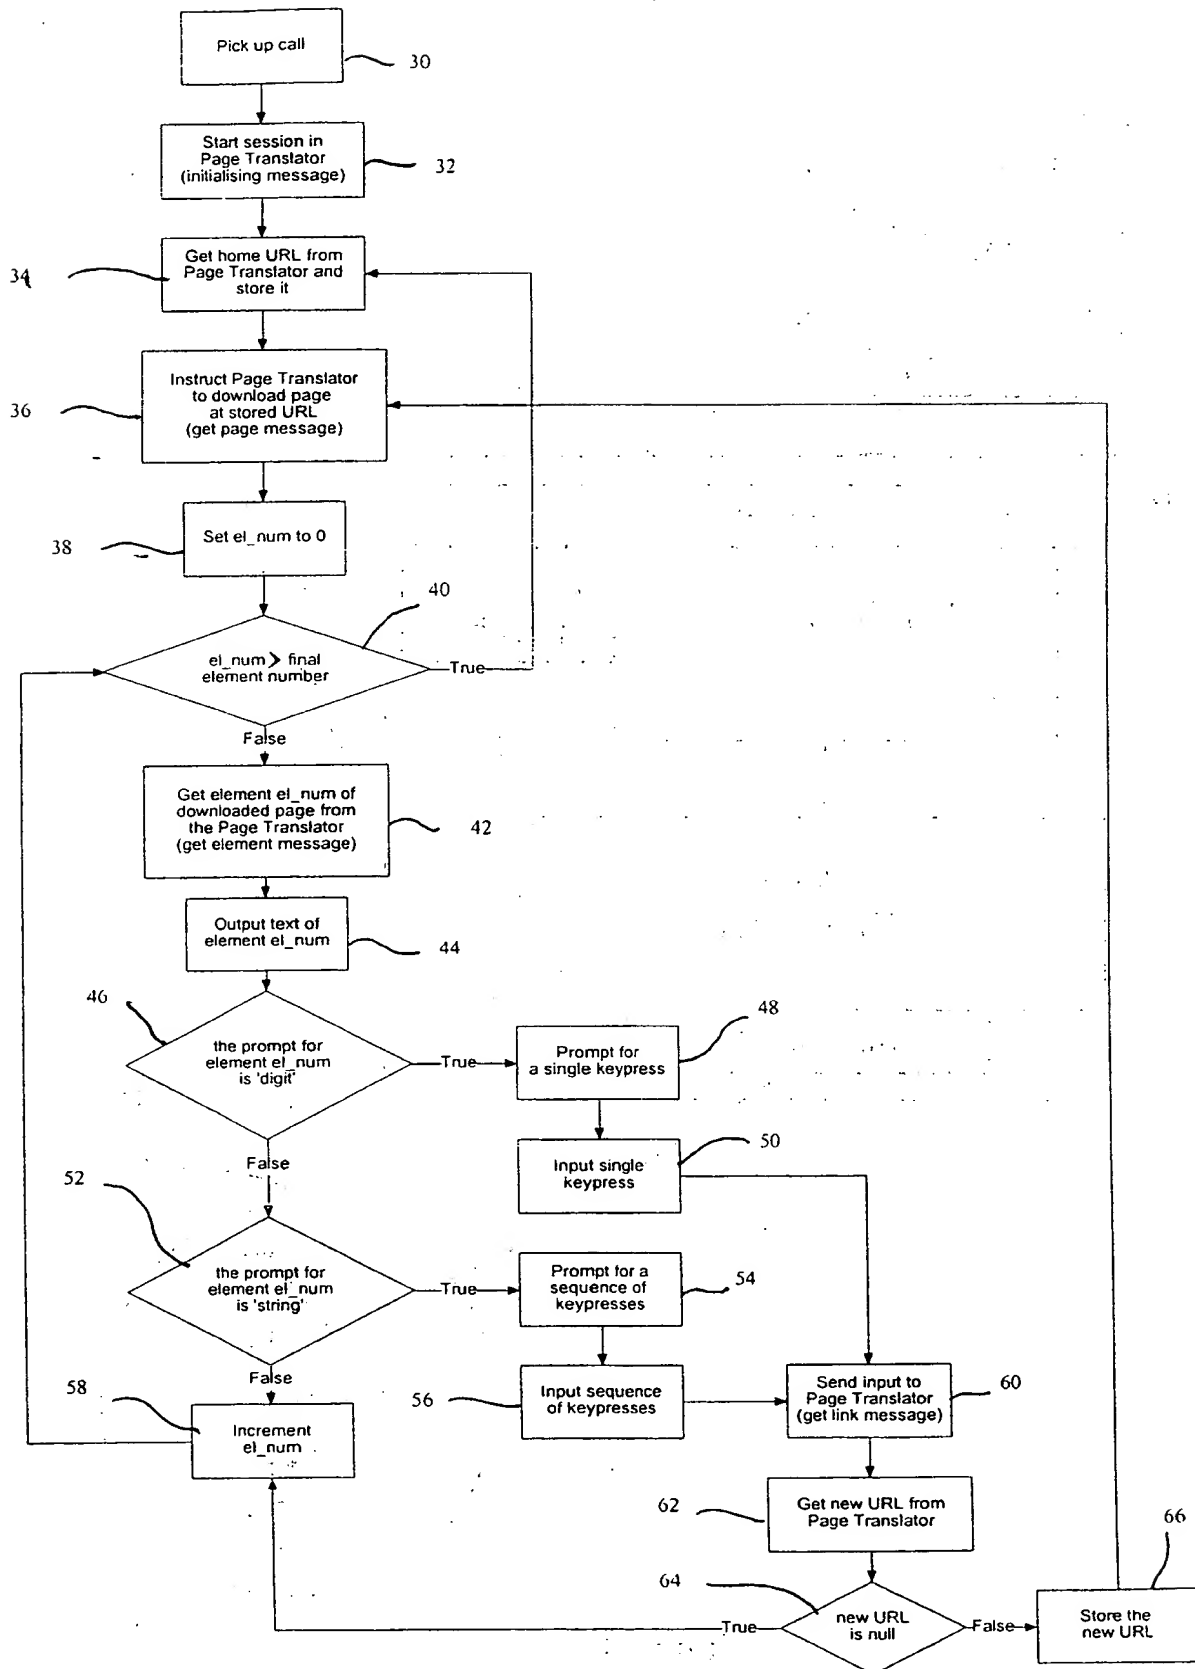 Pick up call
30
Start session in
Page Translator
(initialising message)
32
Get home URL from
Page Translator and
store it
34
Instruct Page Translator
to download page
at stored URL
(get page message)
36
Set el_num to 0
38
40
el_num > final
element number
True
False
Get element el_num of
downloaded page from
the Page Translator
(get element message)
42
Output text of
element el_num
44
46
the prompt for
element el_num
is 'digit'
True
48
Prompt for
a single keypress
False
50
Input single
keypress
52
the prompt for
element el_num
is 'string'
True
Prompt for a
sequence of
keypresses
54
False
58
Increment
el_num
56
Input sequence
of keypresses
Send input to
Page Translator
(get link message)
60
62
Get new URL from
Page Translator
64
new URL
is null
True
False
66
Store the
new URL